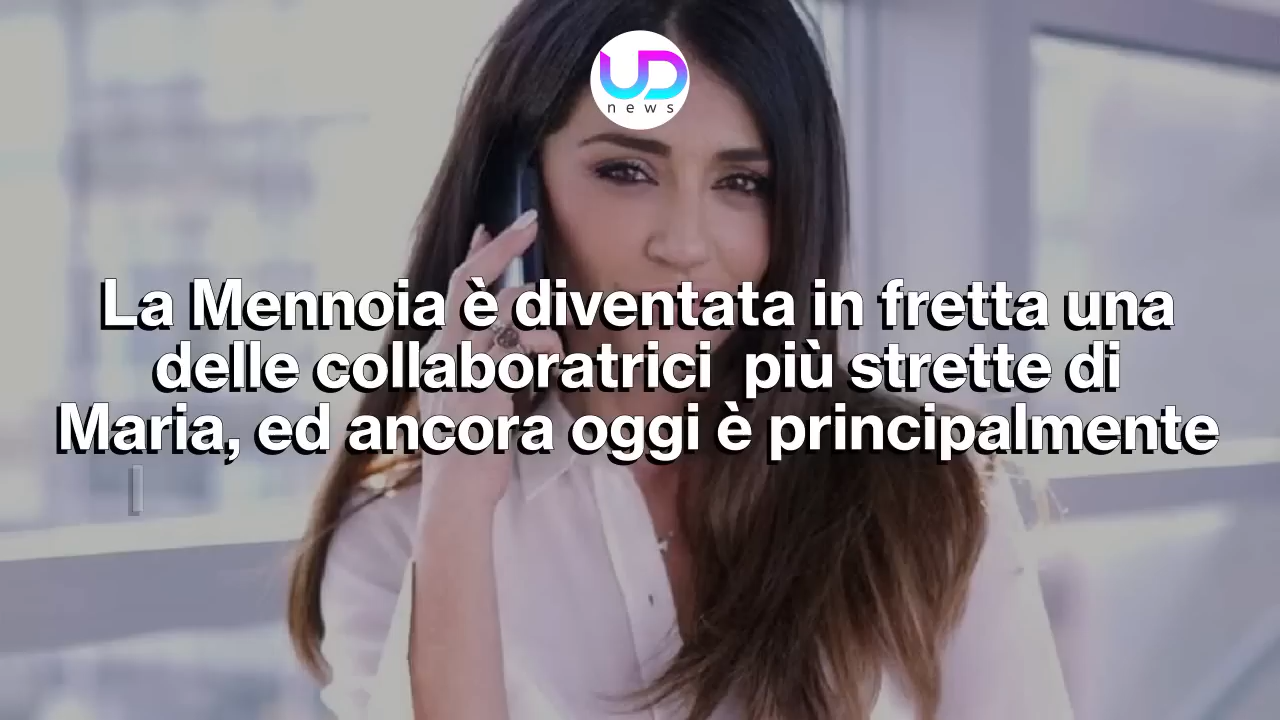 UD
news
La Mennoia è diventata in fretta una
delle collaboratrici più strette di
Maria, ed ancora oggi è principalmente